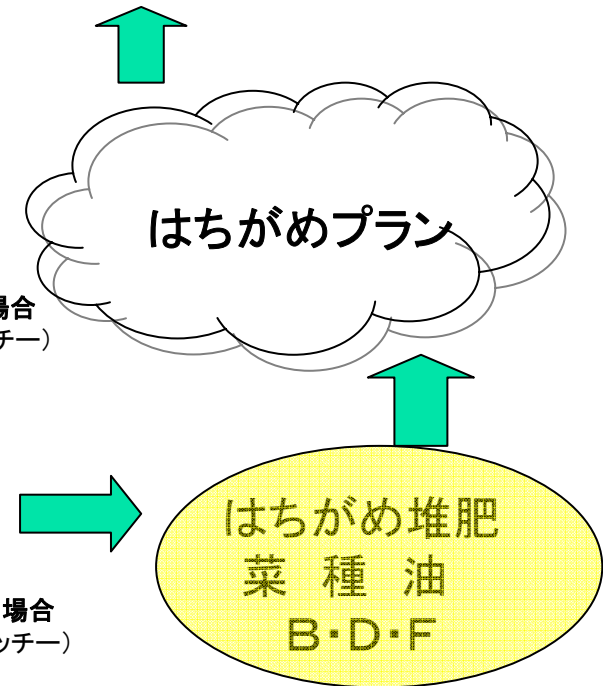 はちがめプラン
場合
チー）
はちがめ堆肥
菜 種 油
Ｂ・Ｄ・Ｆ
場合
ッチー）